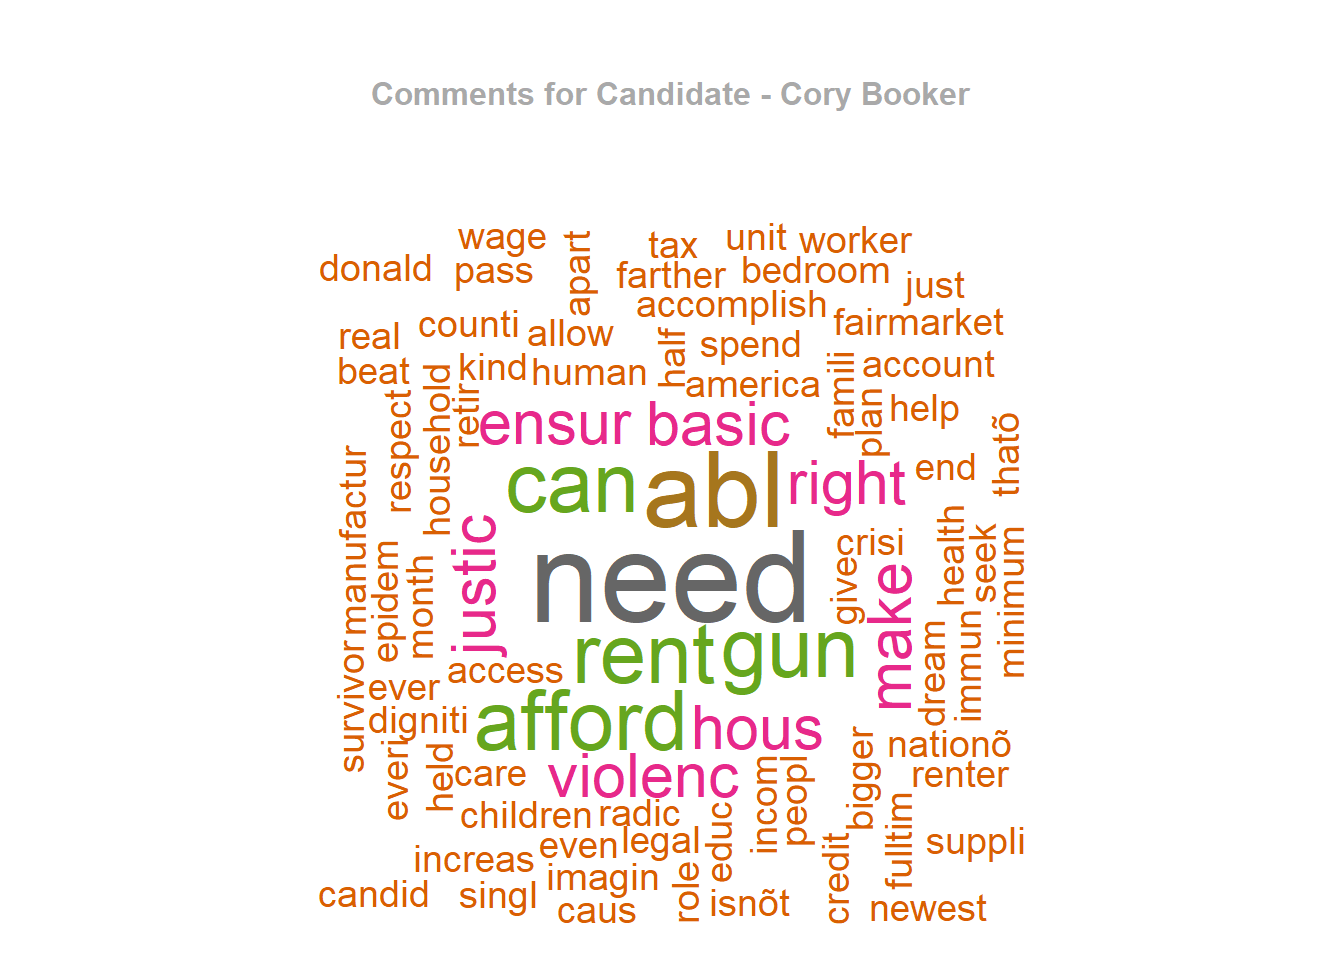 Comments for Candidate - Cory Booker
wage
unit
worker
tax
donald
pass
apart
farther
bedroom
just
accomplish
counti
fairmarket
real
allow
half
spend
beat
kind
human
america
famili
account
household
retir
respect
plan
help
ensur
basic
thatõ
can
abl
right
end
manufactur
justic
need
crisi
health
seek
minimum
epidem
month
give
make
rent
gun
dream
immun
survivor
access
ever
digniti
afford
hous
nationõ
everi
held
care
violenc
incom
peopl
bigger
renter
children
radic
educ
credit
fulltim
suppli
increas
even
legal
candid
singl
imagin
role
isnõt
caus
newest